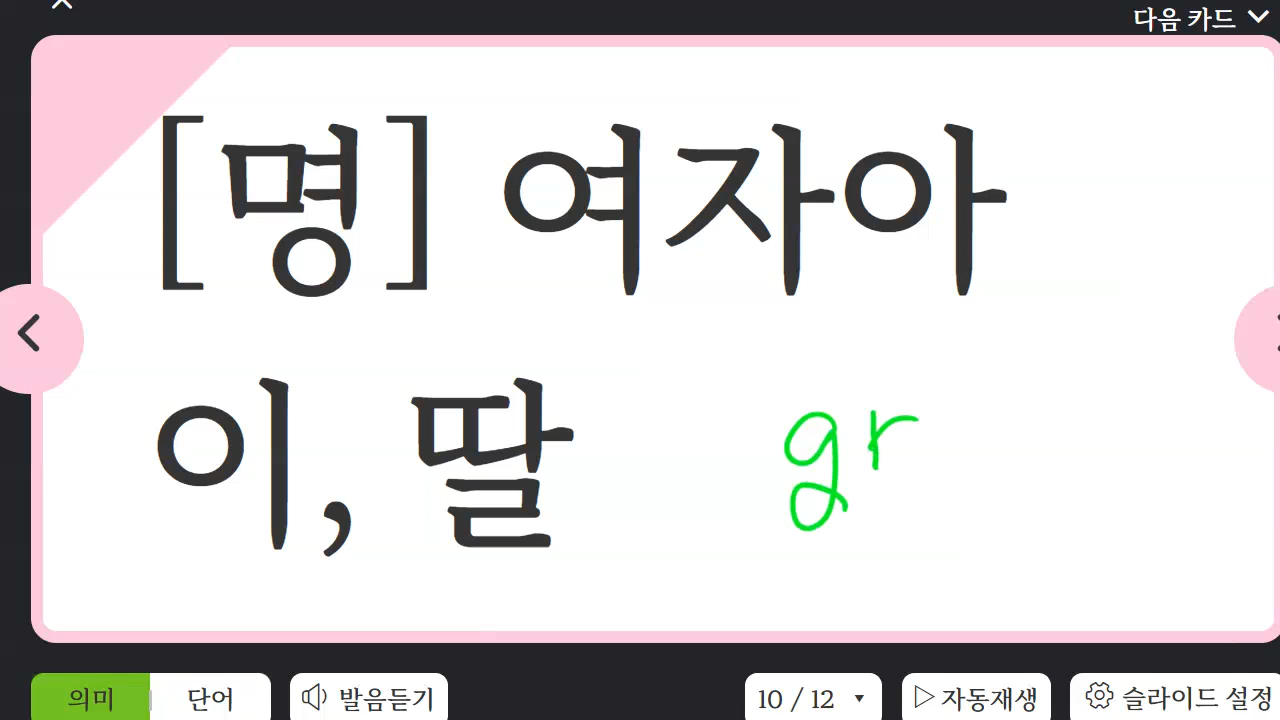 다음 카드
[명] 여자아
이, 딸
gr
의미
단어
발음듣기
10 / 12
자동재생
슬라이드 설정